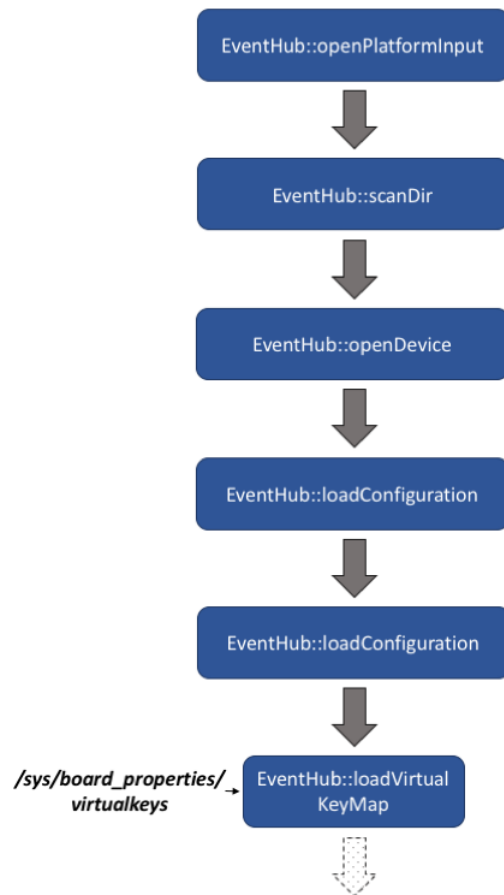 EventHub::openPlatformInput
EventHub::scanDir
EventHub::openDevice
EventHub::loadConfiguration
EventHub::loadConfiguration
/sys/board_properties/
virtualkeys
EventHub::loadVirtual
KeyMap